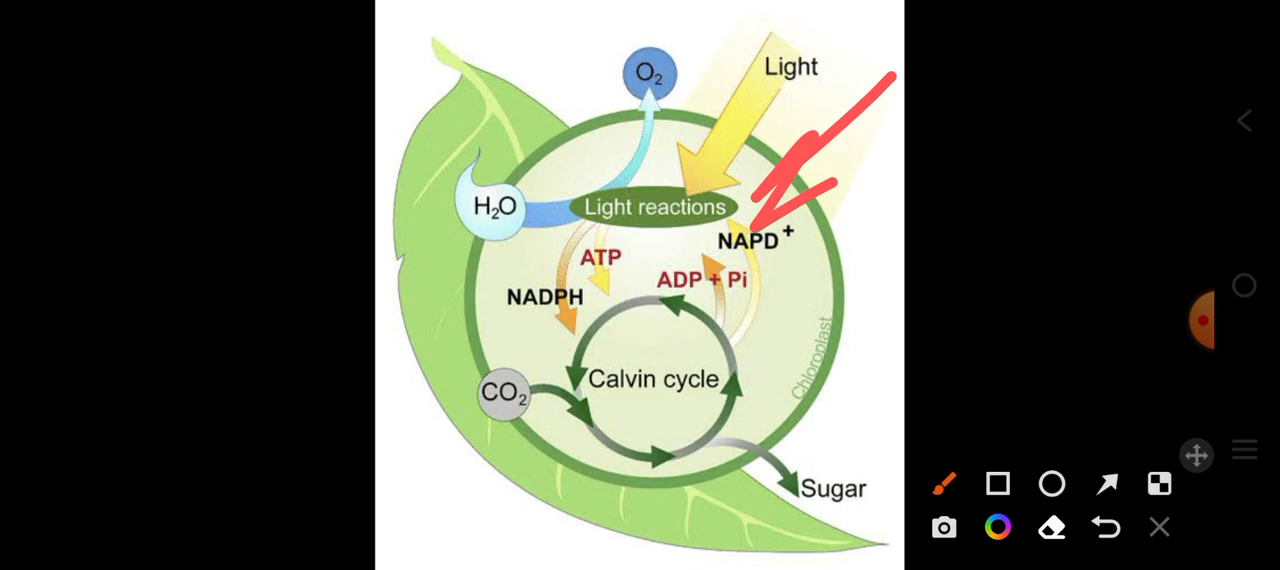 O₂
Light
H₂O
Light reactions
NAPD⁺
ATP
ADP + Pi
NADPH
Chloroplast
Calvin cycle
CO₂
Sugar